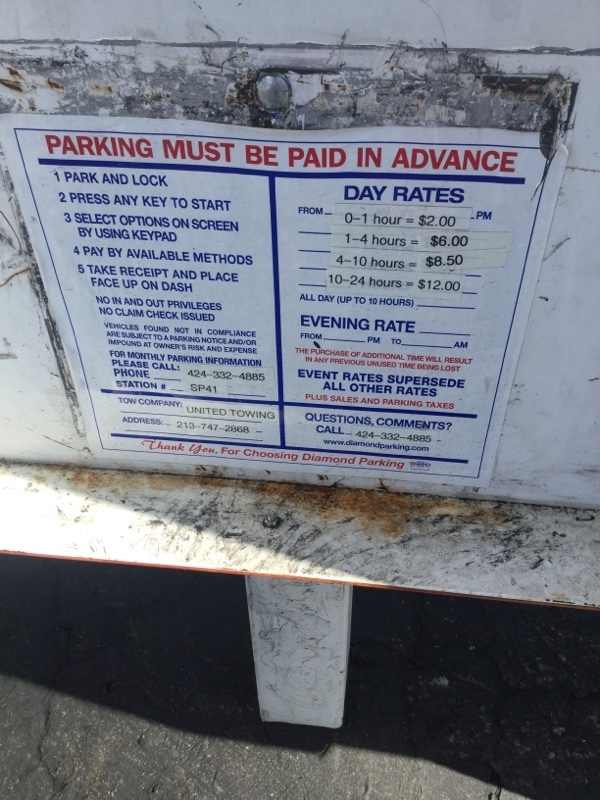 PARKING MUST BE PAID IN ADVANCE
1 PARK AND LOCK
2 PRESS ANY KEY TO START
3 SELECT OPTIONS ON SCREEN
BY USING KEYPAD
4 PAY BY AVAILABLE METHODS
5 TAKE RECEIPT AND PLACE
FACE UP ON DASH
NO IN AND OUT PRIVILEGES
NO CLAIM CHECK ISSUED
VEHICLES FOUND NOT IN COMPLIANCE
ARE SUBJECT TO A PARKING NOTICE AND/OR
IMPOUND AT OWNER'S RISK AND EXPENSE
FOR MONTHLY PARKING INFORMATION
PLEASE CALL:
PHONE 424-332-4885
STATION # SP41
TOW COMPANY: UNITED TOWING
ADDRESS: 213-747-2868
DAY RATES
FROM PM
0-1 hour = $2.00
1-4 hours = $6.00
4-10 hours = $8.50
10-24 hours = $12.00
ALL DAY (UP TO 10 HOURS)
EVENING RATE
FROM PM TO AM
THE PURCHASE OF ADDITIONAL TIME WILL RESULT
IN ANY PREVIOUS UNUSED TIME BEING LOST
EVENT RATES SUPERSEDE
ALL OTHER RATES
PLUS SALES AND PARKING TAXES
QUESTIONS, COMMENTS?
CALL 424-332-4885
www.diamondparking.com
Thank You, For Choosing Diamond Parking